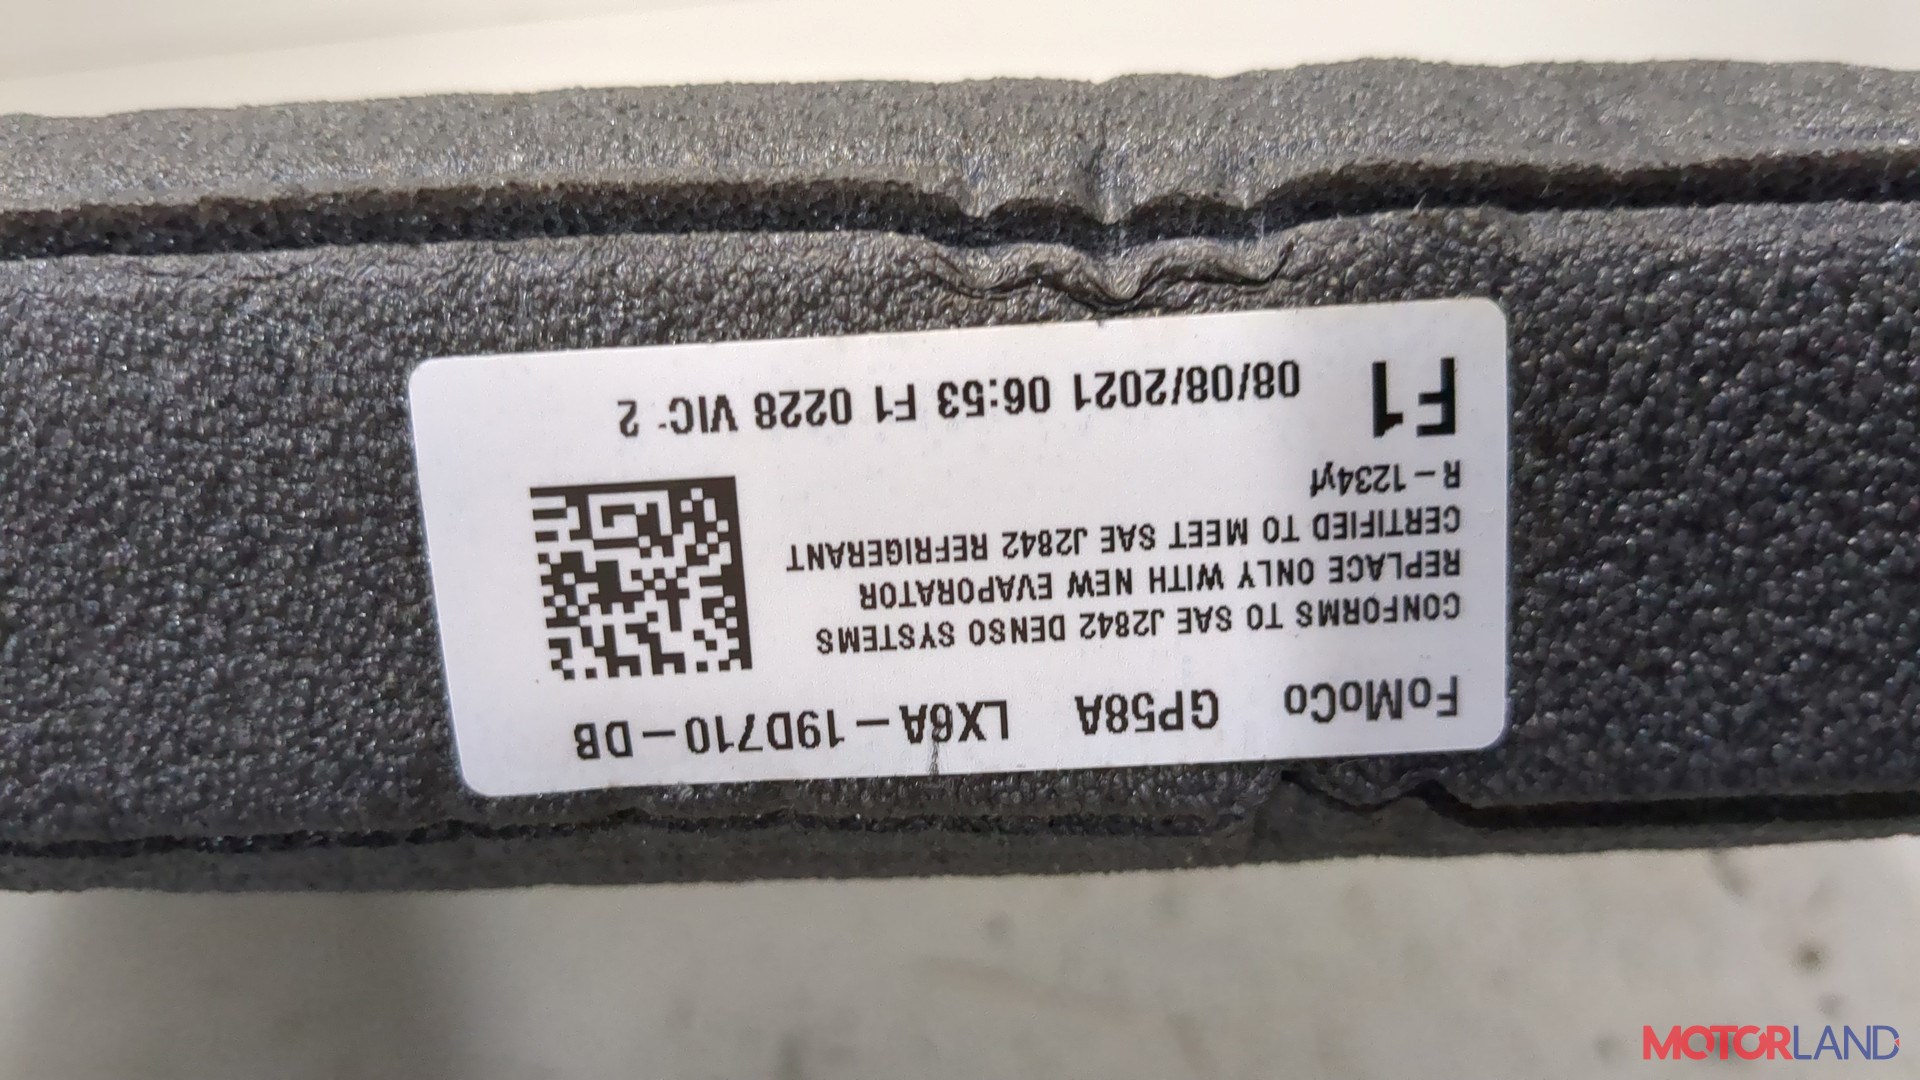 FoMoCo GP58A LX6A-19D710-DB
CONFORMS TO SAE J2842 DENSO SYSTEMS
REPLACE ONLY WITH NEW EVAPORATOR
CERTIFIED TO MEET SAE J2842 REFRIGERANT
R-1234yf
F1 08/08/2021 06:53 F1 0228 VIC 2
MOTORLAND